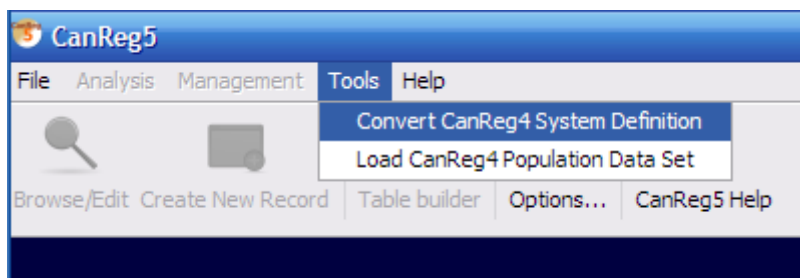 CanReg5
File Analysis Management Tools Help
Convert CanReg4 System Definition
Load CanReg4 Population Data Set
Browse/Edit Create New Record Table builder Options... CanReg5 Help